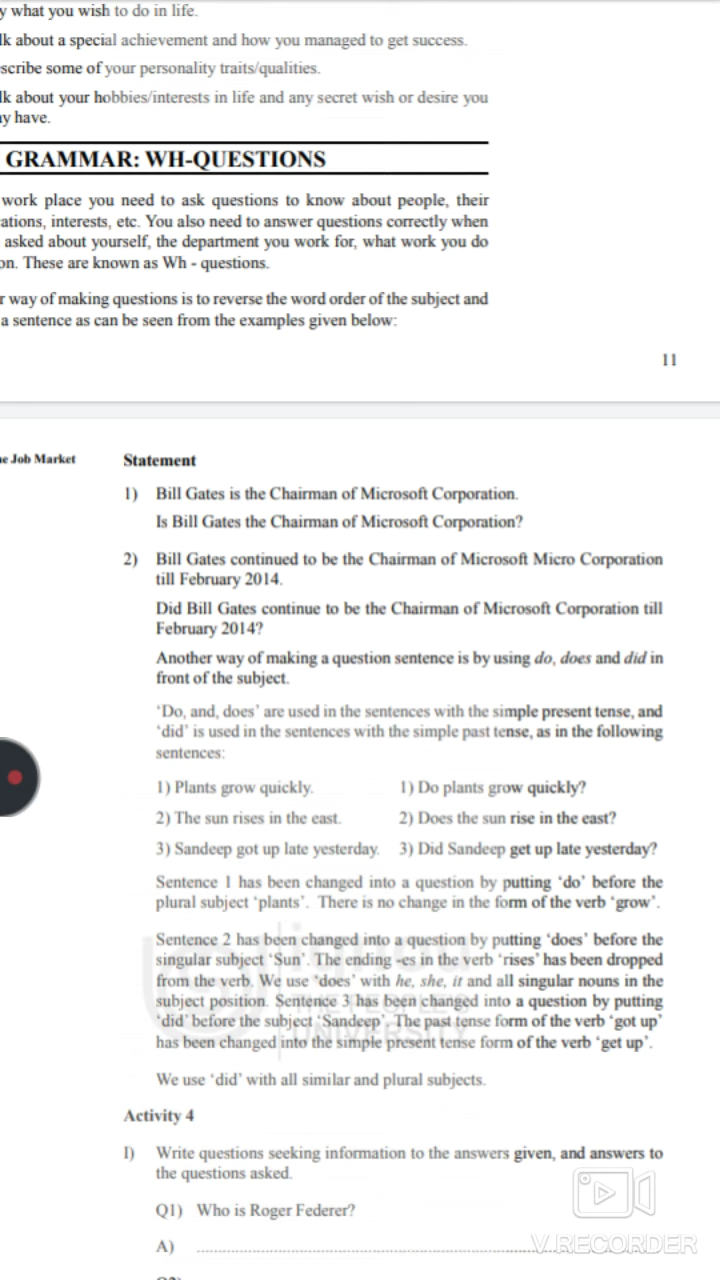 y what you wish to do in life.
lk about a special achievement and how you managed to get success.
scribe some of your personality traits/qualities.
lk about your hobbies/interests in life and any secret wish or desire you
ay have.
GRAMMAR: WH-QUESTIONS
work place you need to ask questions to know about people, their
ations, interests, etc. You also need to answer questions correctly when
asked about yourself, the department you work for, what work you do
on. These are known as Wh - questions.
r way of making questions is to reverse the word order of the subject and
a sentence as can be seen from the examples given below:
11
he Job Market
Statement
1) Bill Gates is the Chairman of Microsoft Corporation.
Is Bill Gates the Chairman of Microsoft Corporation?
2) Bill Gates continued to be the Chairman of Microsoft Micro Corporation
till February 2014.
Did Bill Gates continue to be the Chairman of Microsoft Corporation till
February 2014?
Another way of making a question sentence is by using do, does and did in
front of the subject.
'Do, and, does' are used in the sentences with the simple present tense, and
'did' is used in the sentences with the simple past tense, as in the following
sentences:
1) Plants grow quickly. 1) Do plants grow quickly?
2) The sun rises in the east. 2) Does the sun rise in the east?
3) Sandeep got up late yesterday. 3) Did Sandeep get up late yesterday?
Sentence 1 has been changed into a question by putting 'do' before the
plural subject 'plants'. There is no change in the form of the verb 'grow'.
Sentence 2 has been changed into a question by putting 'does' before the
singular subject 'Sun'. The ending -es in the verb 'rises' has been dropped
from the verb. We use 'does' with he, she, it and all singular nouns in the
subject position. Sentence 3 has been changed into a question by putting
'did' before the subject 'Sandeep'. The past tense form of the verb 'got up'
has been changed into the simple present tense form of the verb 'get up'.
We use 'did' with all similar and plural subjects.
Activity 4
I) Write questions seeking information to the answers given, and answers to
the questions asked.
Q1) Who is Roger Federer?
A)
V.RECORDER